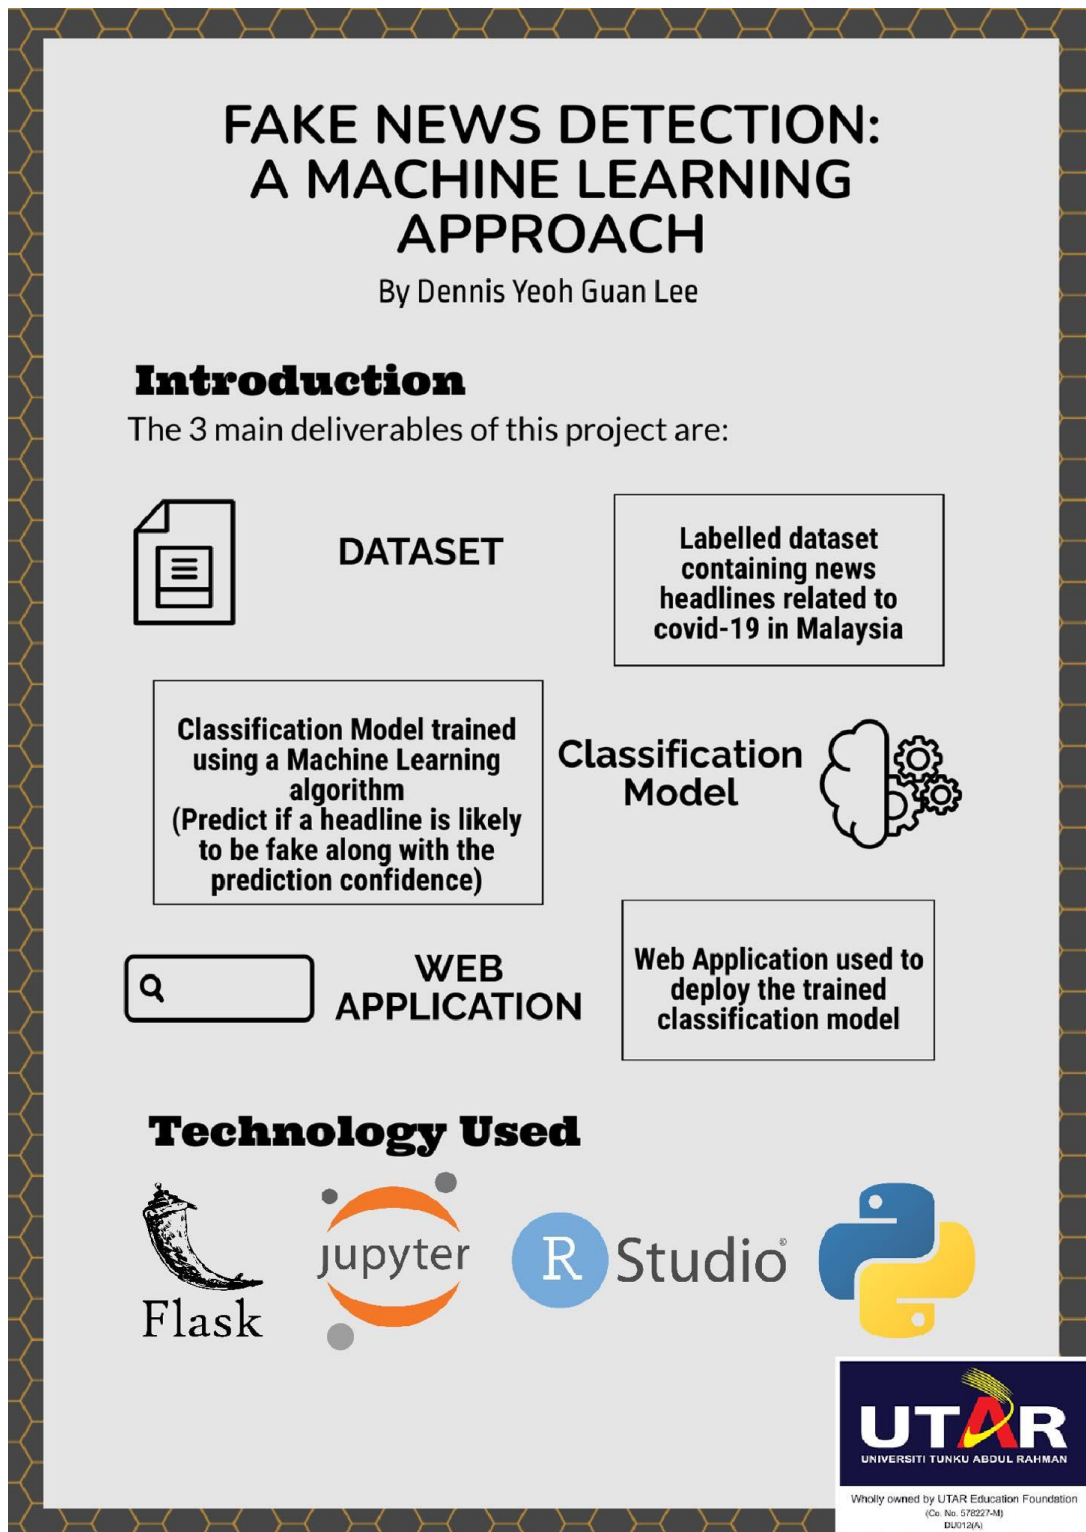 FAKE NEWS DETECTION:
A MACHINE LEARNING
APPROACH
By Dennis Yeoh Guan Lee
Introduction
The 3 main deliverables of this project are:
DATASET
Labelled dataset
containing news
headlines related to
covid-19 in Malaysia
Classification Model trained
using a Machine Learning
algorithm
(Predict if a headline is likely
to be fake along with the
prediction confidence)
Classification
Model
WEB
APPLICATION
Web Application used to
deploy the trained
classification model
Technology Used
Flask
jupyter
R Studio®
UTAR
UNIVERSITI TUNKU ABDUL RAHMAN
Wholly owned by UTAR Education Foundation
(Co. No. 578227-M)
DU012(A)